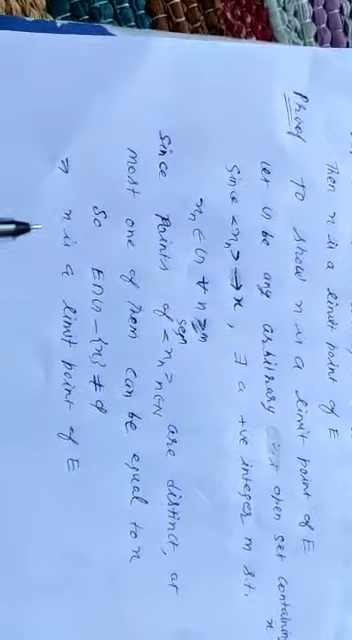 Then x is a limit point of E
Proof To show x is a limit point of E
Let U be any arbitrary open set containing x
Since <xn> → x, ∃ a +ve integer m s.t.
xn ∈ U ∀ n ≥ m
Since points of seq <xn> n∈N are distinct, at
most one of them can be equal to x
So E∩U - {x} ≠ φ
⇒ x is a limit point of E